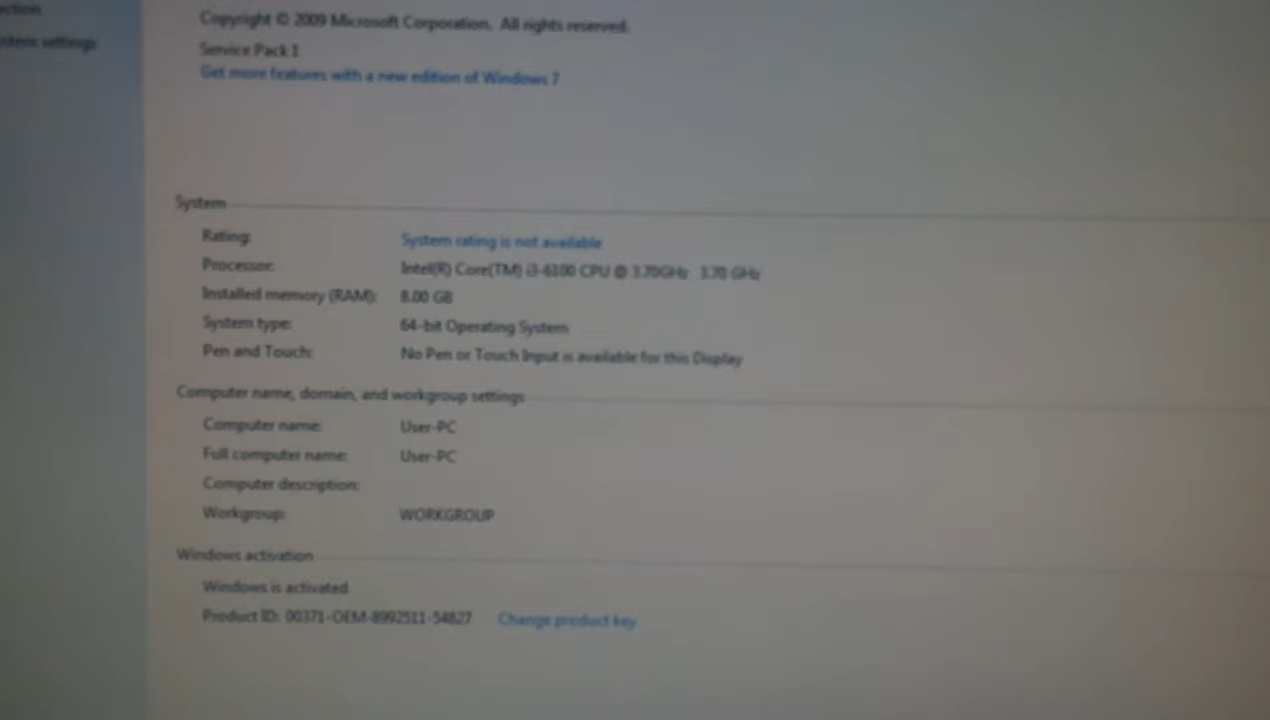 ection
stem settings
Copyright © 2009 Microsoft Corporation. All rights reserved.
Service Pack 1
Get more features with a new edition of Windows 7
System
Rating: System rating is not available
Processor: Intel(R) Core(TM) i3-6100 CPU @ 3.70GHz 3.70 GHz
Installed memory (RAM): 8.00 GB
System type: 64-bit Operating System
Pen and Touch: No Pen or Touch Input is available for this Display
Computer name, domain, and workgroup settings
Computer name: User-PC
Full computer name: User-PC
Computer description:
Workgroup: WORKGROUP
Windows activation
Windows is activated
Product ID: 00371-OEM-8992511-54827 Change product key